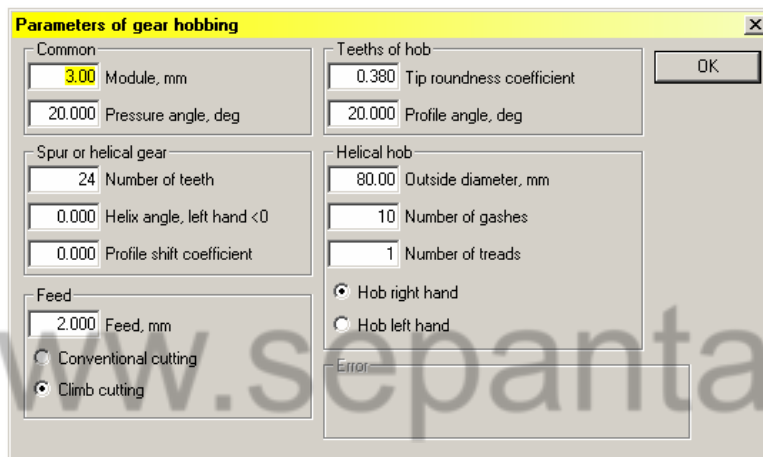 Parameters of gear hobbing
Common
3.00 Module, mm
20.000 Pressure angle, deg
Spur or helical gear
24 Number of teeth
0.000 Helix angle, left hand <0
0.000 Profile shift coefficient
Feed
2.000 Feed, mm
Conventional cutting
Climb cutting
Teeths of hob
0.380 Tip roundness coefficient
20.000 Profile angle, deg
Helical hob
80.00 Outside diameter, mm
10 Number of gashes
1 Number of treads
Hob right hand
Hob left hand
Error
OK
ww.sepanta